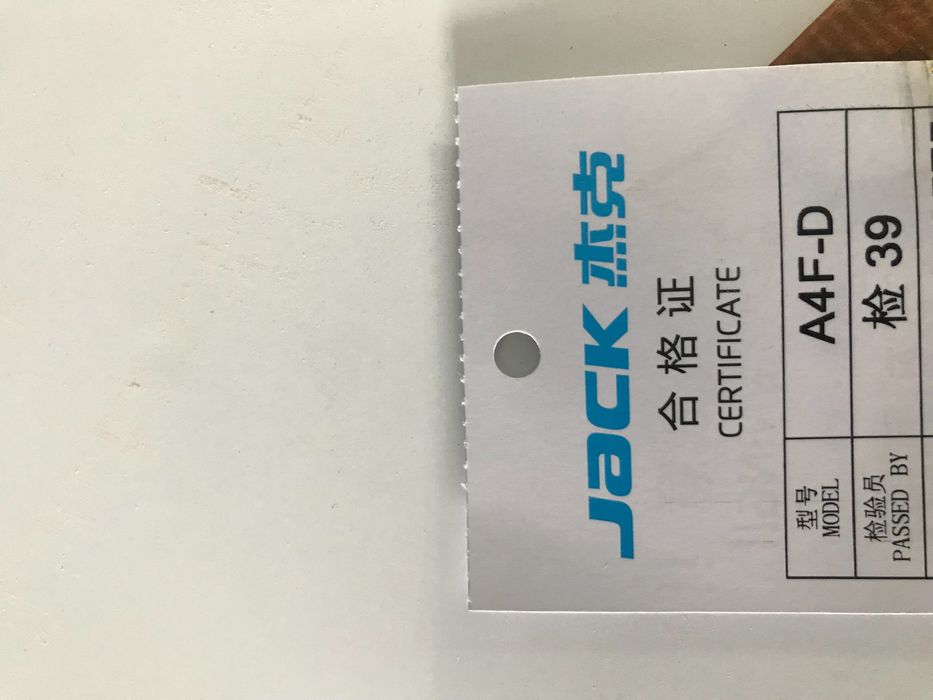 JACK 杰克
合格证
CERTIFICATE
型号 MODEL A4F-D
检验员 PASSED BY 检 39